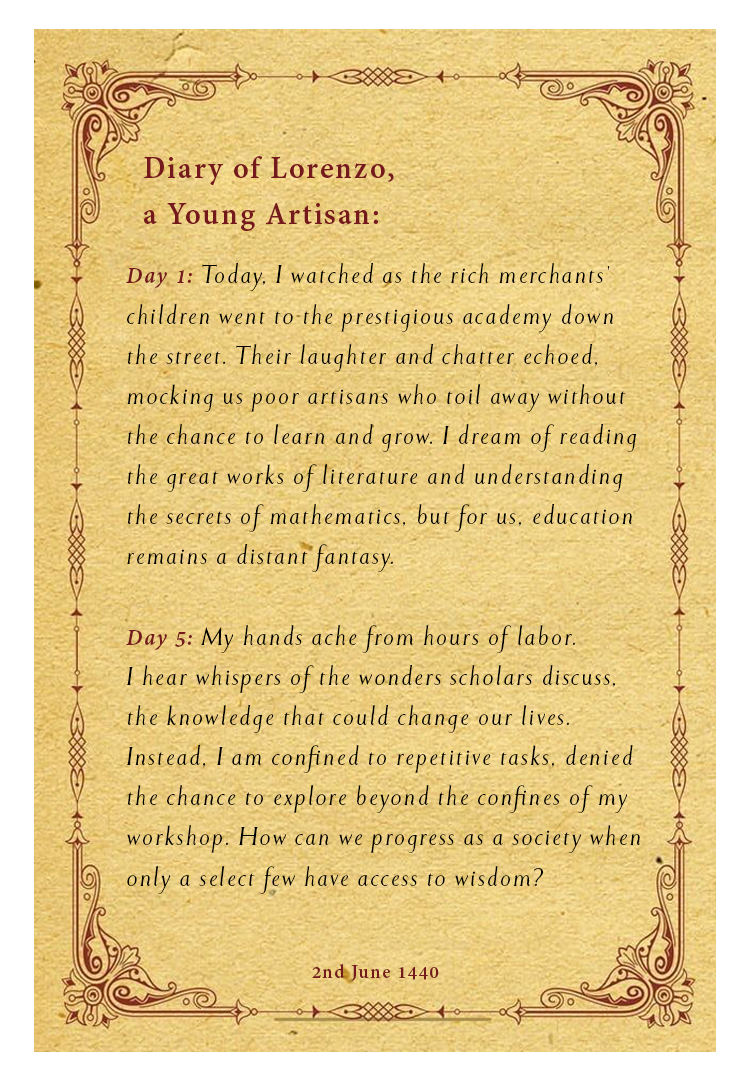 Diary of Lorenzo,
a Young Artisan:
Day 1: Today, I watched as the rich merchants'
children went to-the prestigious academy down
the street. Their laughter and chatter echoed,
mocking us poor artisans who toil away without
the chance to learn and grow. I dream of reading
the great works of literature and understanding
the secrets of mathematics, but for us, education
remains a distant fantasy.
Day 5: My hands ache from hours of labor.
I hear whispers of the wonders scholars discuss,
the knowledge that could change our lives.
Instead, I am confined to repetitive tasks, denied
the chance to explore beyond the confines of my
workshop. How can we progress as a society when
only a select few have access to wisdom?
2nd June 1440